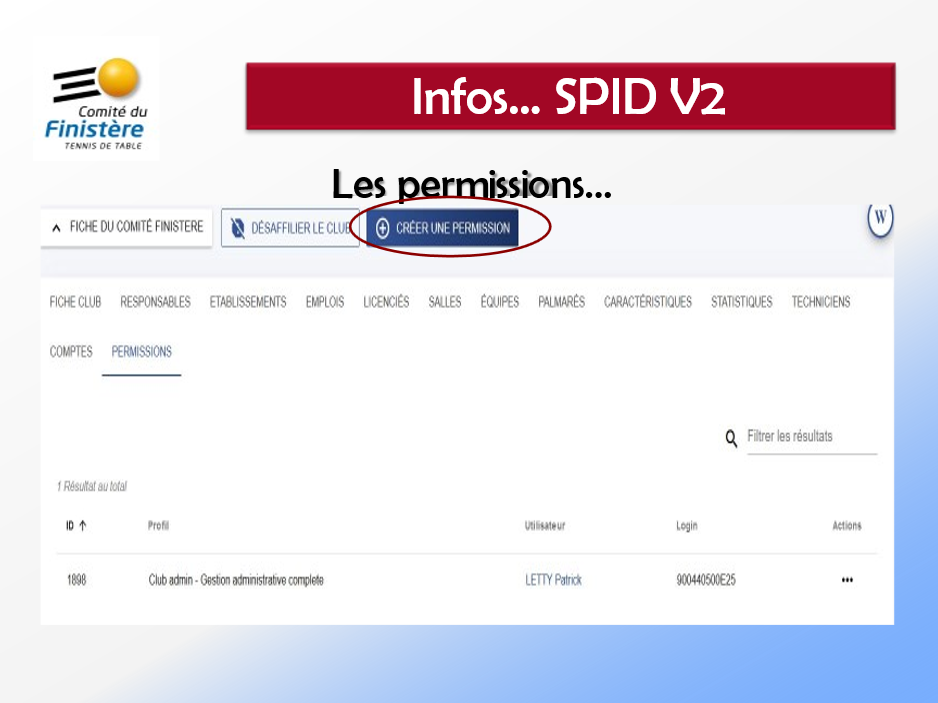 Comité du
Finistère
TENNIS DE TABLE
Infos... SPID V2
Les permissions...
FICHE DU COMITÉ FINISTERE
DÉSAFFILIER LE CLUB
CRÉER UNE PERMISSION
W
FICHE CLUB RESPONSABLES ETABLISSEMENTS EMPLOIS LICENCIÉS SALLES ÉQUIPES PALMARÈS CARACTÉRISTIQUES STATISTIQUES TECHNICIENS
COMPTES PERMISSIONS
Filtrer les résultats
1 Résultat au total
ID ↑ Profil Utilisateur Login Actions
1898 Club admin - Gestion administrative complete LETTY Patrick 900440500E25 •••